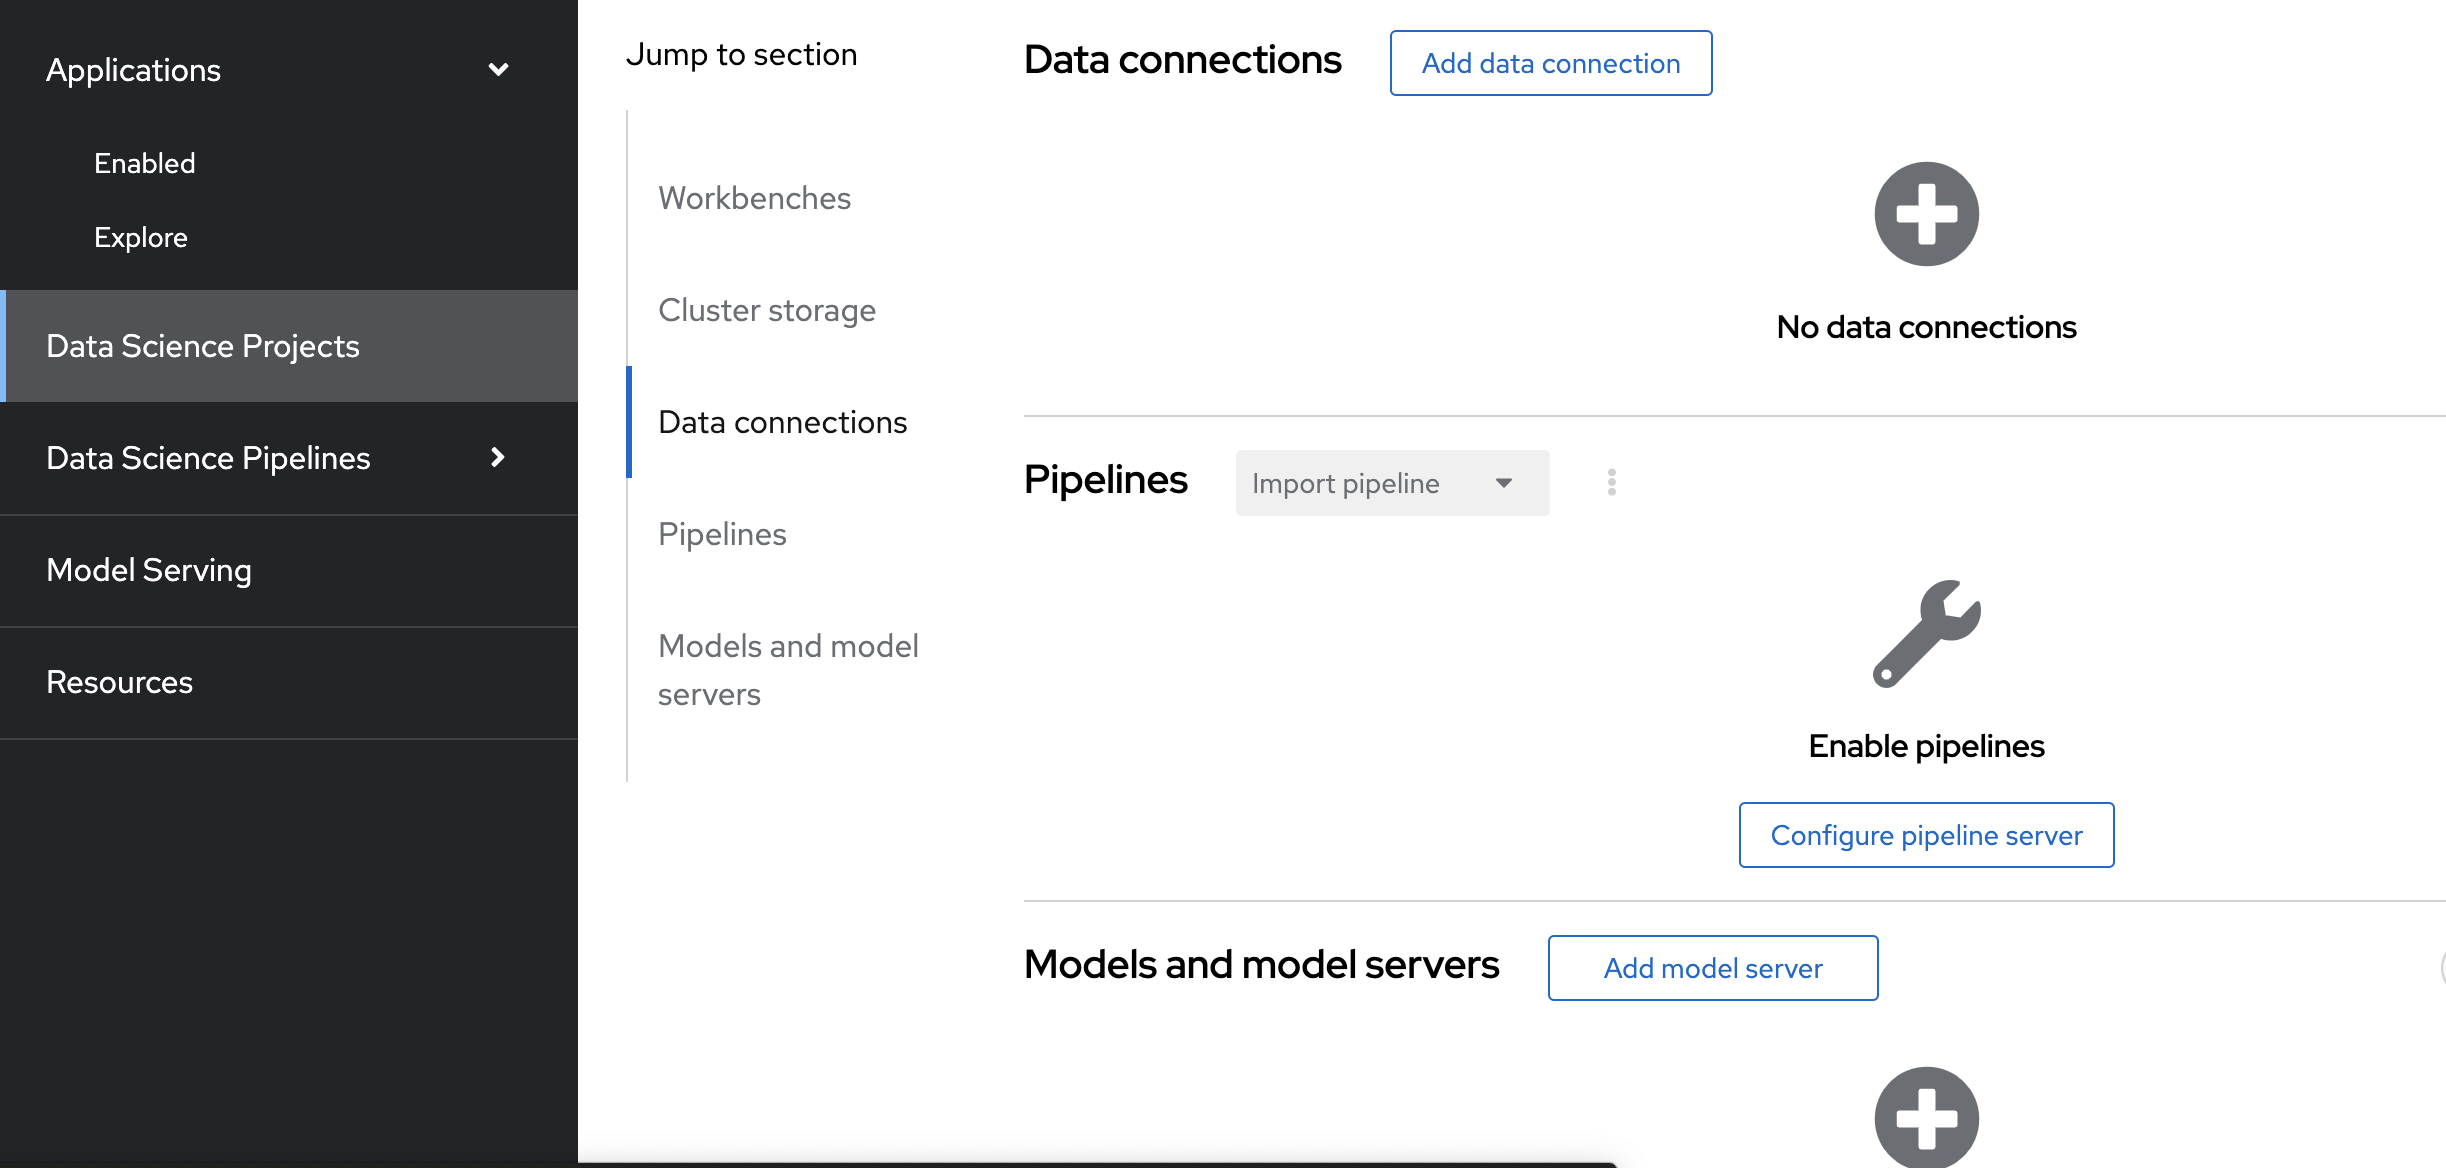 Applications
Enabled
Explore
Data Science Projects
Data Science Pipelines
Model Serving
Resources
Jump to section
Workbenches
Cluster storage
Data connections
Pipelines
Models and model
servers
Data connections
Add data connection
No data connections
Pipelines
Import pipeline
Enable pipelines
Configure pipeline server
Models and model servers
Add model server